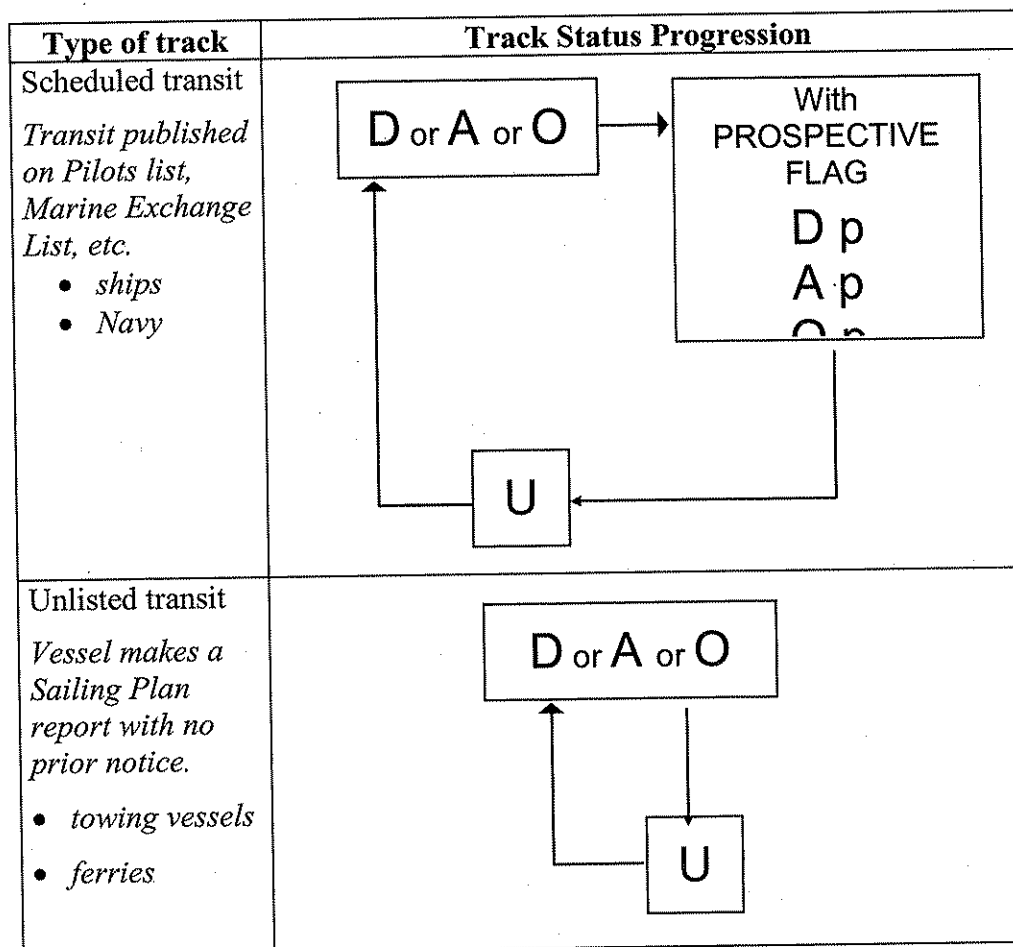 Type of track
Track Status Progression
Scheduled transit
Transit published
on Pilots list,
Marine Exchange
List, etc.
• ships
• Navy
D or A or O
With
PROSPECTIVE
FLAG
D p
A p
O p
U
Unlisted transit
Vessel makes a
Sailing Plan
report with no
prior notice.
• towing vessels
• ferries
D or A or O
U